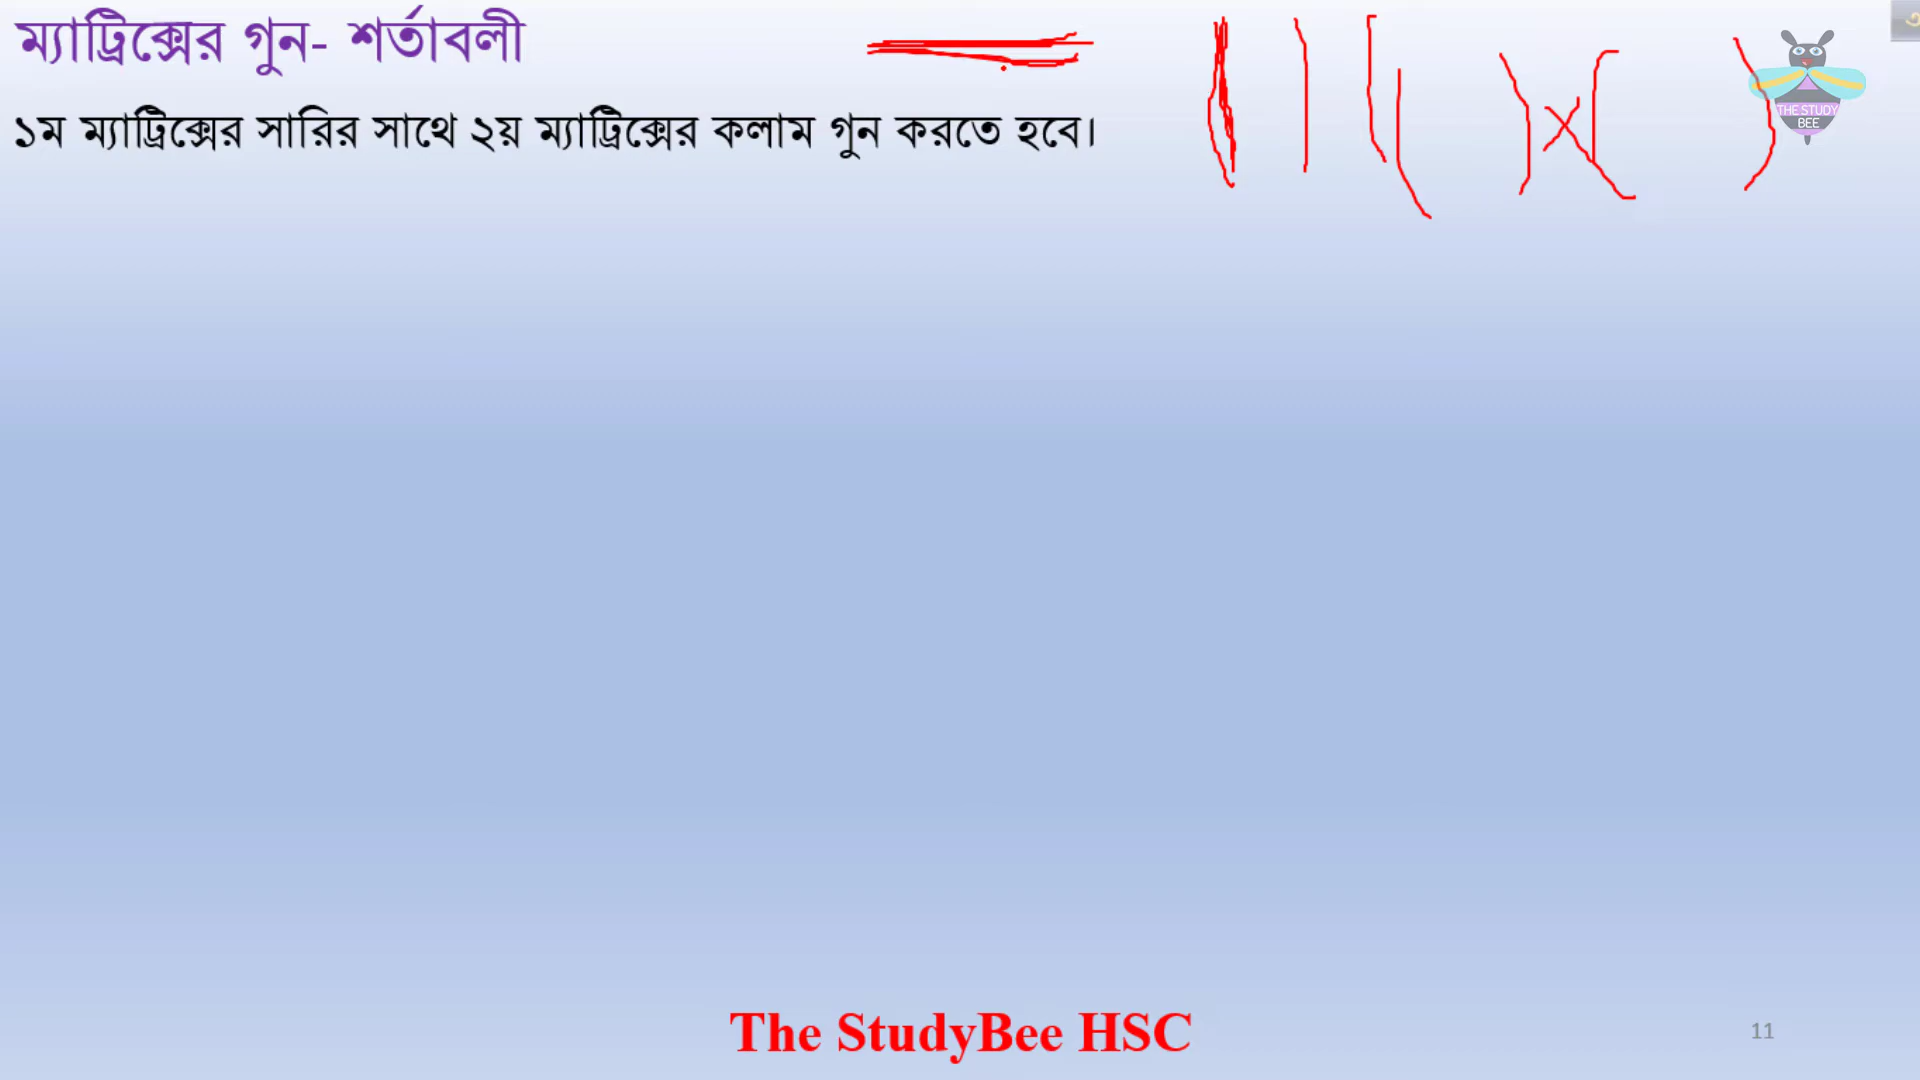 ম্যাট্রিক্সের গুন- শর্তাবলী
১ম ম্যাট্রিক্সের সারির সাথে ২য় ম্যাট্রিক্সের কলাম গুন করতে হবে।
THE STUDY
BEE
The StudyBee HSC
11